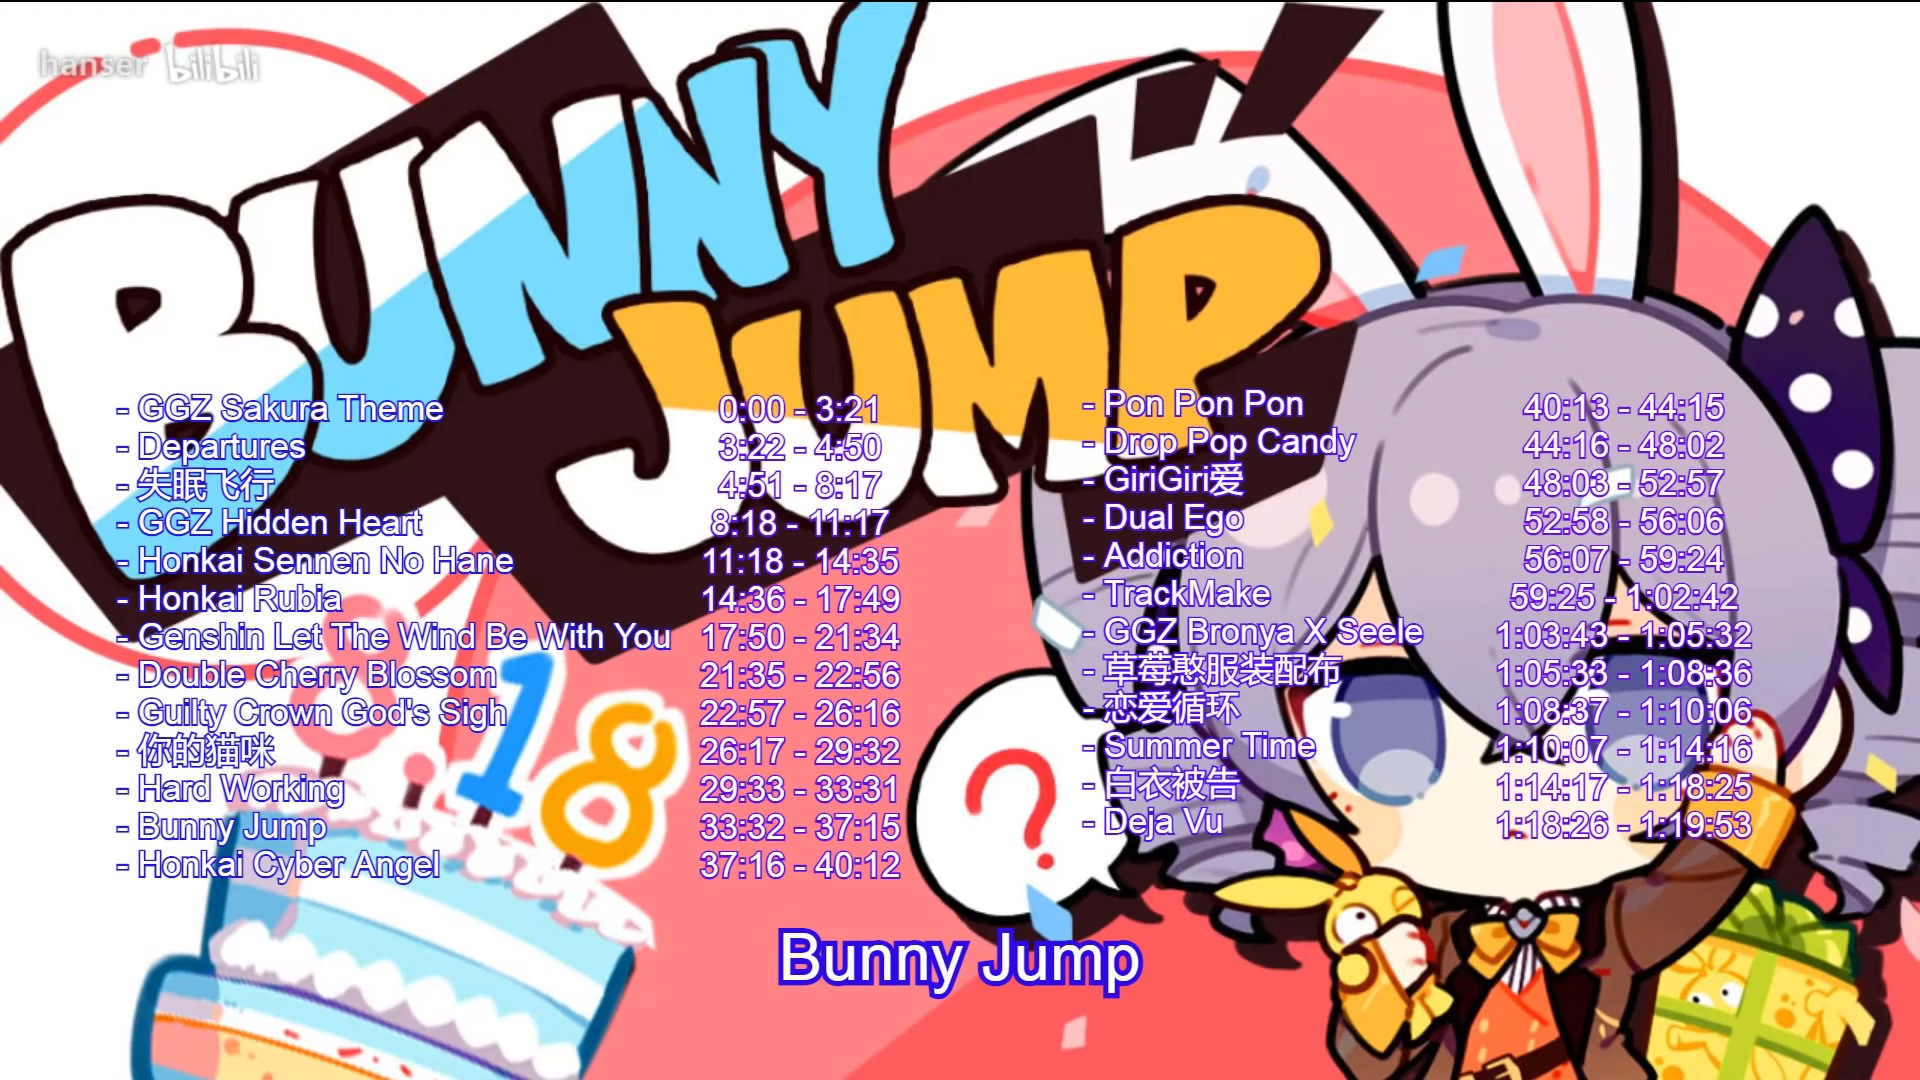 hanser bilibili
BUNNY
JUMP
- GGZ Sakura Theme 0:00 - 3:21
- Departures 3:22 - 4:50
- 失眠飞行 4:51 - 8:17
- GGZ Hidden Heart 8:18 - 11:17
- Honkai Sennen No Hane 11:18 - 14:35
- Honkai Rubia 14:36 - 17:49
- Genshin Let The Wind Be With You 17:50 - 21:34
- Double Cherry Blossom 21:35 - 22:56
- Guilty Crown God's Sigh 22:57 - 26:16
- 你的猫咪 26:17 - 29:32
- Hard Working 29:33 - 33:31
- Bunny Jump 33:32 - 37:15
- Honkai Cyber Angel 37:16 - 40:12
- Pon Pon Pon 40:13 - 44:15
- Drop Pop Candy 44:16 - 48:02
- GiriGiri爱 48:03 - 52:57
- Dual Ego 52:58 - 56:06
- Addiction 56:07 - 59:24
- TrackMake 59:25 - 1:02:42
- GGZ Bronya X Seele 1:03:43 - 1:05:32
- 草莓憨服装配布 1:05:33 - 1:08:36
- 恋爱循环 1:08:37 - 1:10:06
- Summer Time 1:10:07 - 1:14:16
- 白衣被告 1:14:17 - 1:18:25
- Deja Vu 1:18:26 - 1:19:53
18
?
Bunny Jump